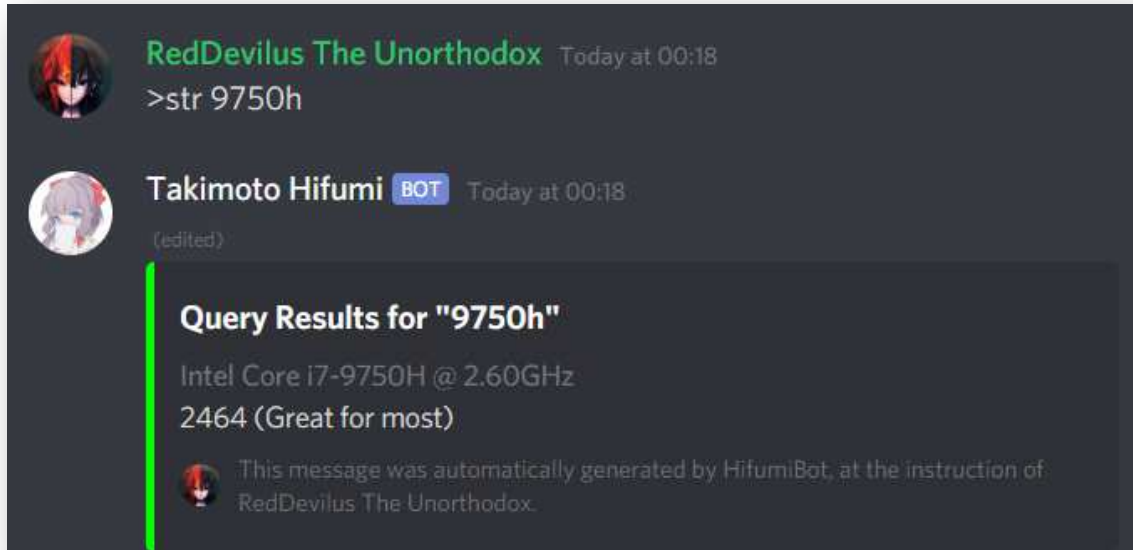 RedDevilus The Unorthodox Today at 00:18
>str 9750h
Takimoto Hifumi BOT Today at 00:18
(edited)
Query Results for "9750h"
Intel Core i7-9750H @ 2.60GHz
2464 (Great for most)
This message was automatically generated by HifumiBot, at the instruction of
RedDevilus The Unorthodox.